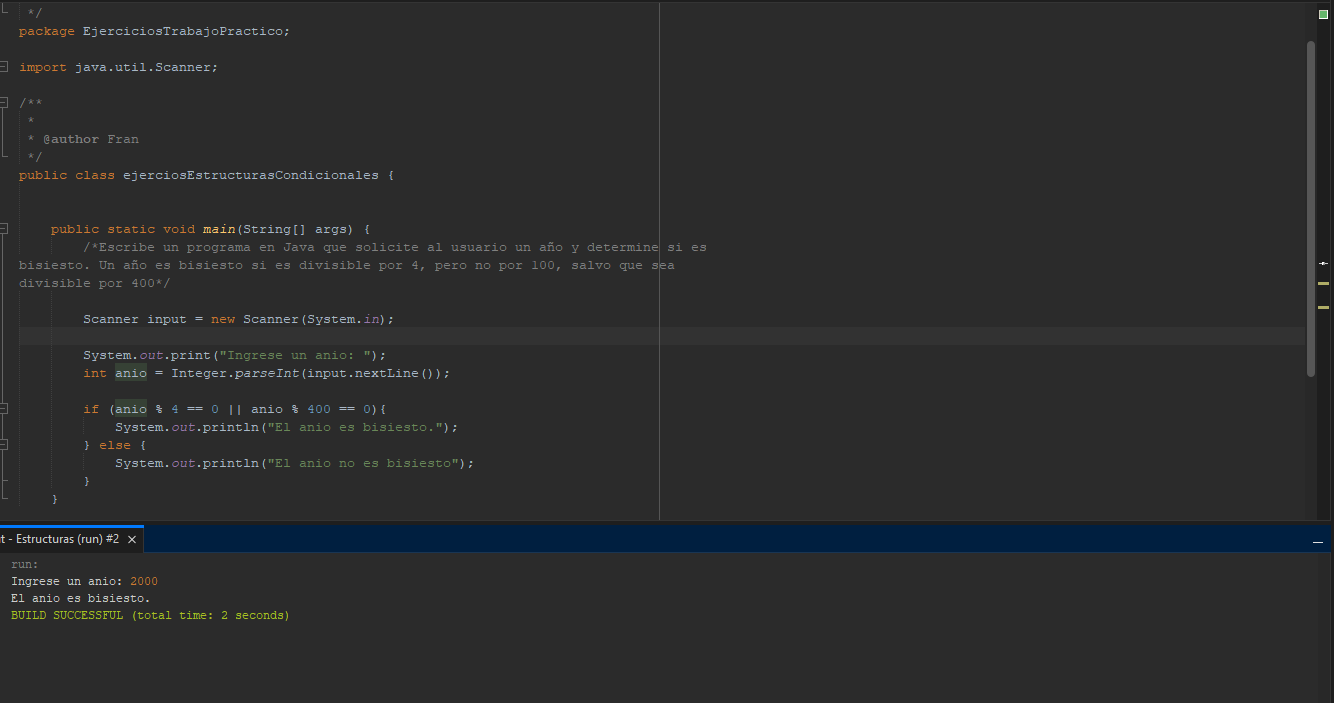 */
package EjerciciosTrabajoPractico;
import java.util.Scanner;
/**
 *
 * @author Fran
 */
public class ejerciosEstructurasCondicionales {
    public static void main(String[] args) {
        /*Escribe un programa en Java que solicite al usuario un año y determine si es
bisiesto. Un año es bisiesto si es divisible por 4, pero no por 100, salvo que sea
divisible por 400*/
        Scanner input = new Scanner(System.in);
        System.out.print("Ingrese un anio: ");
        int anio = Integer.parseInt(input.nextLine());
        if (anio % 4 == 0 || anio % 400 == 0){
            System.out.println("El anio es bisiesto.");
        } else {
            System.out.println("El anio no es bisiesto");
        }
    }
t - Estructuras (run) #2 ×
run:
Ingrese un anio: 2000
El anio es bisiesto.
BUILD SUCCESSFUL (total time: 2 seconds)